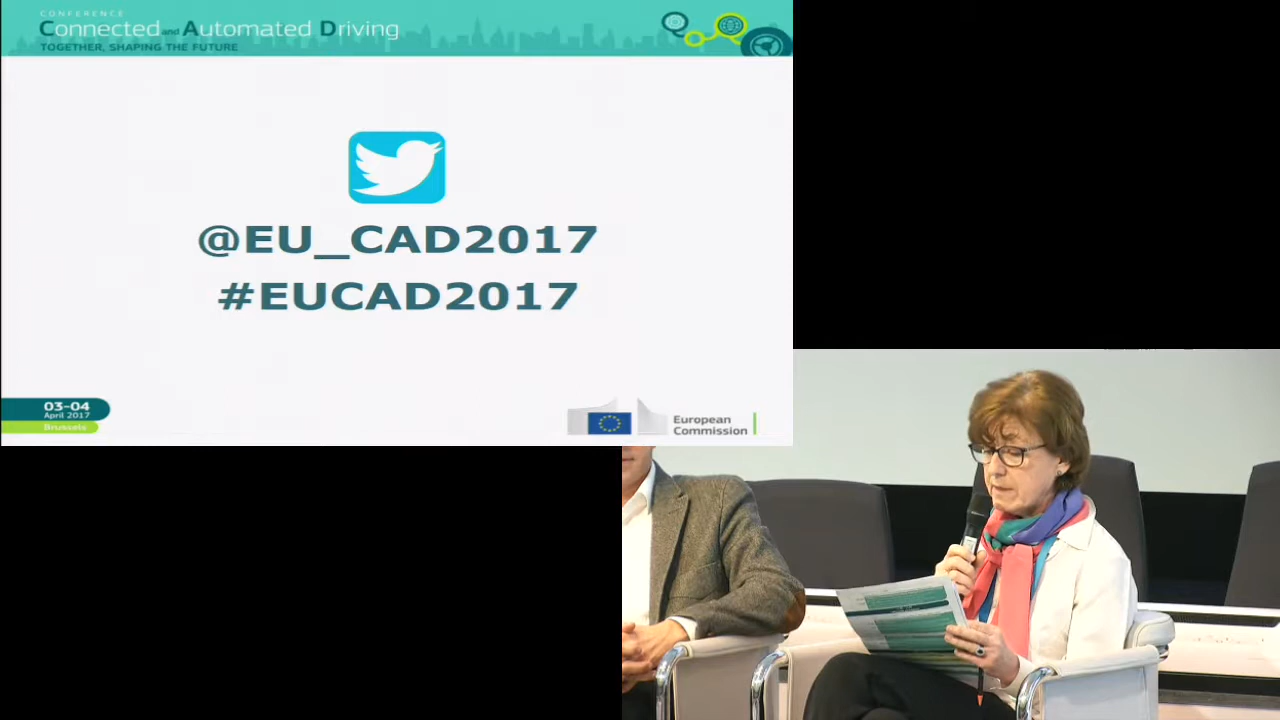 CONFERENCE
Connected and Automated Driving
TOGETHER, SHAPING THE FUTURE
@EU_CAD2017
#EUCAD2017
03-04
April 2017
Brussels
European
Commission